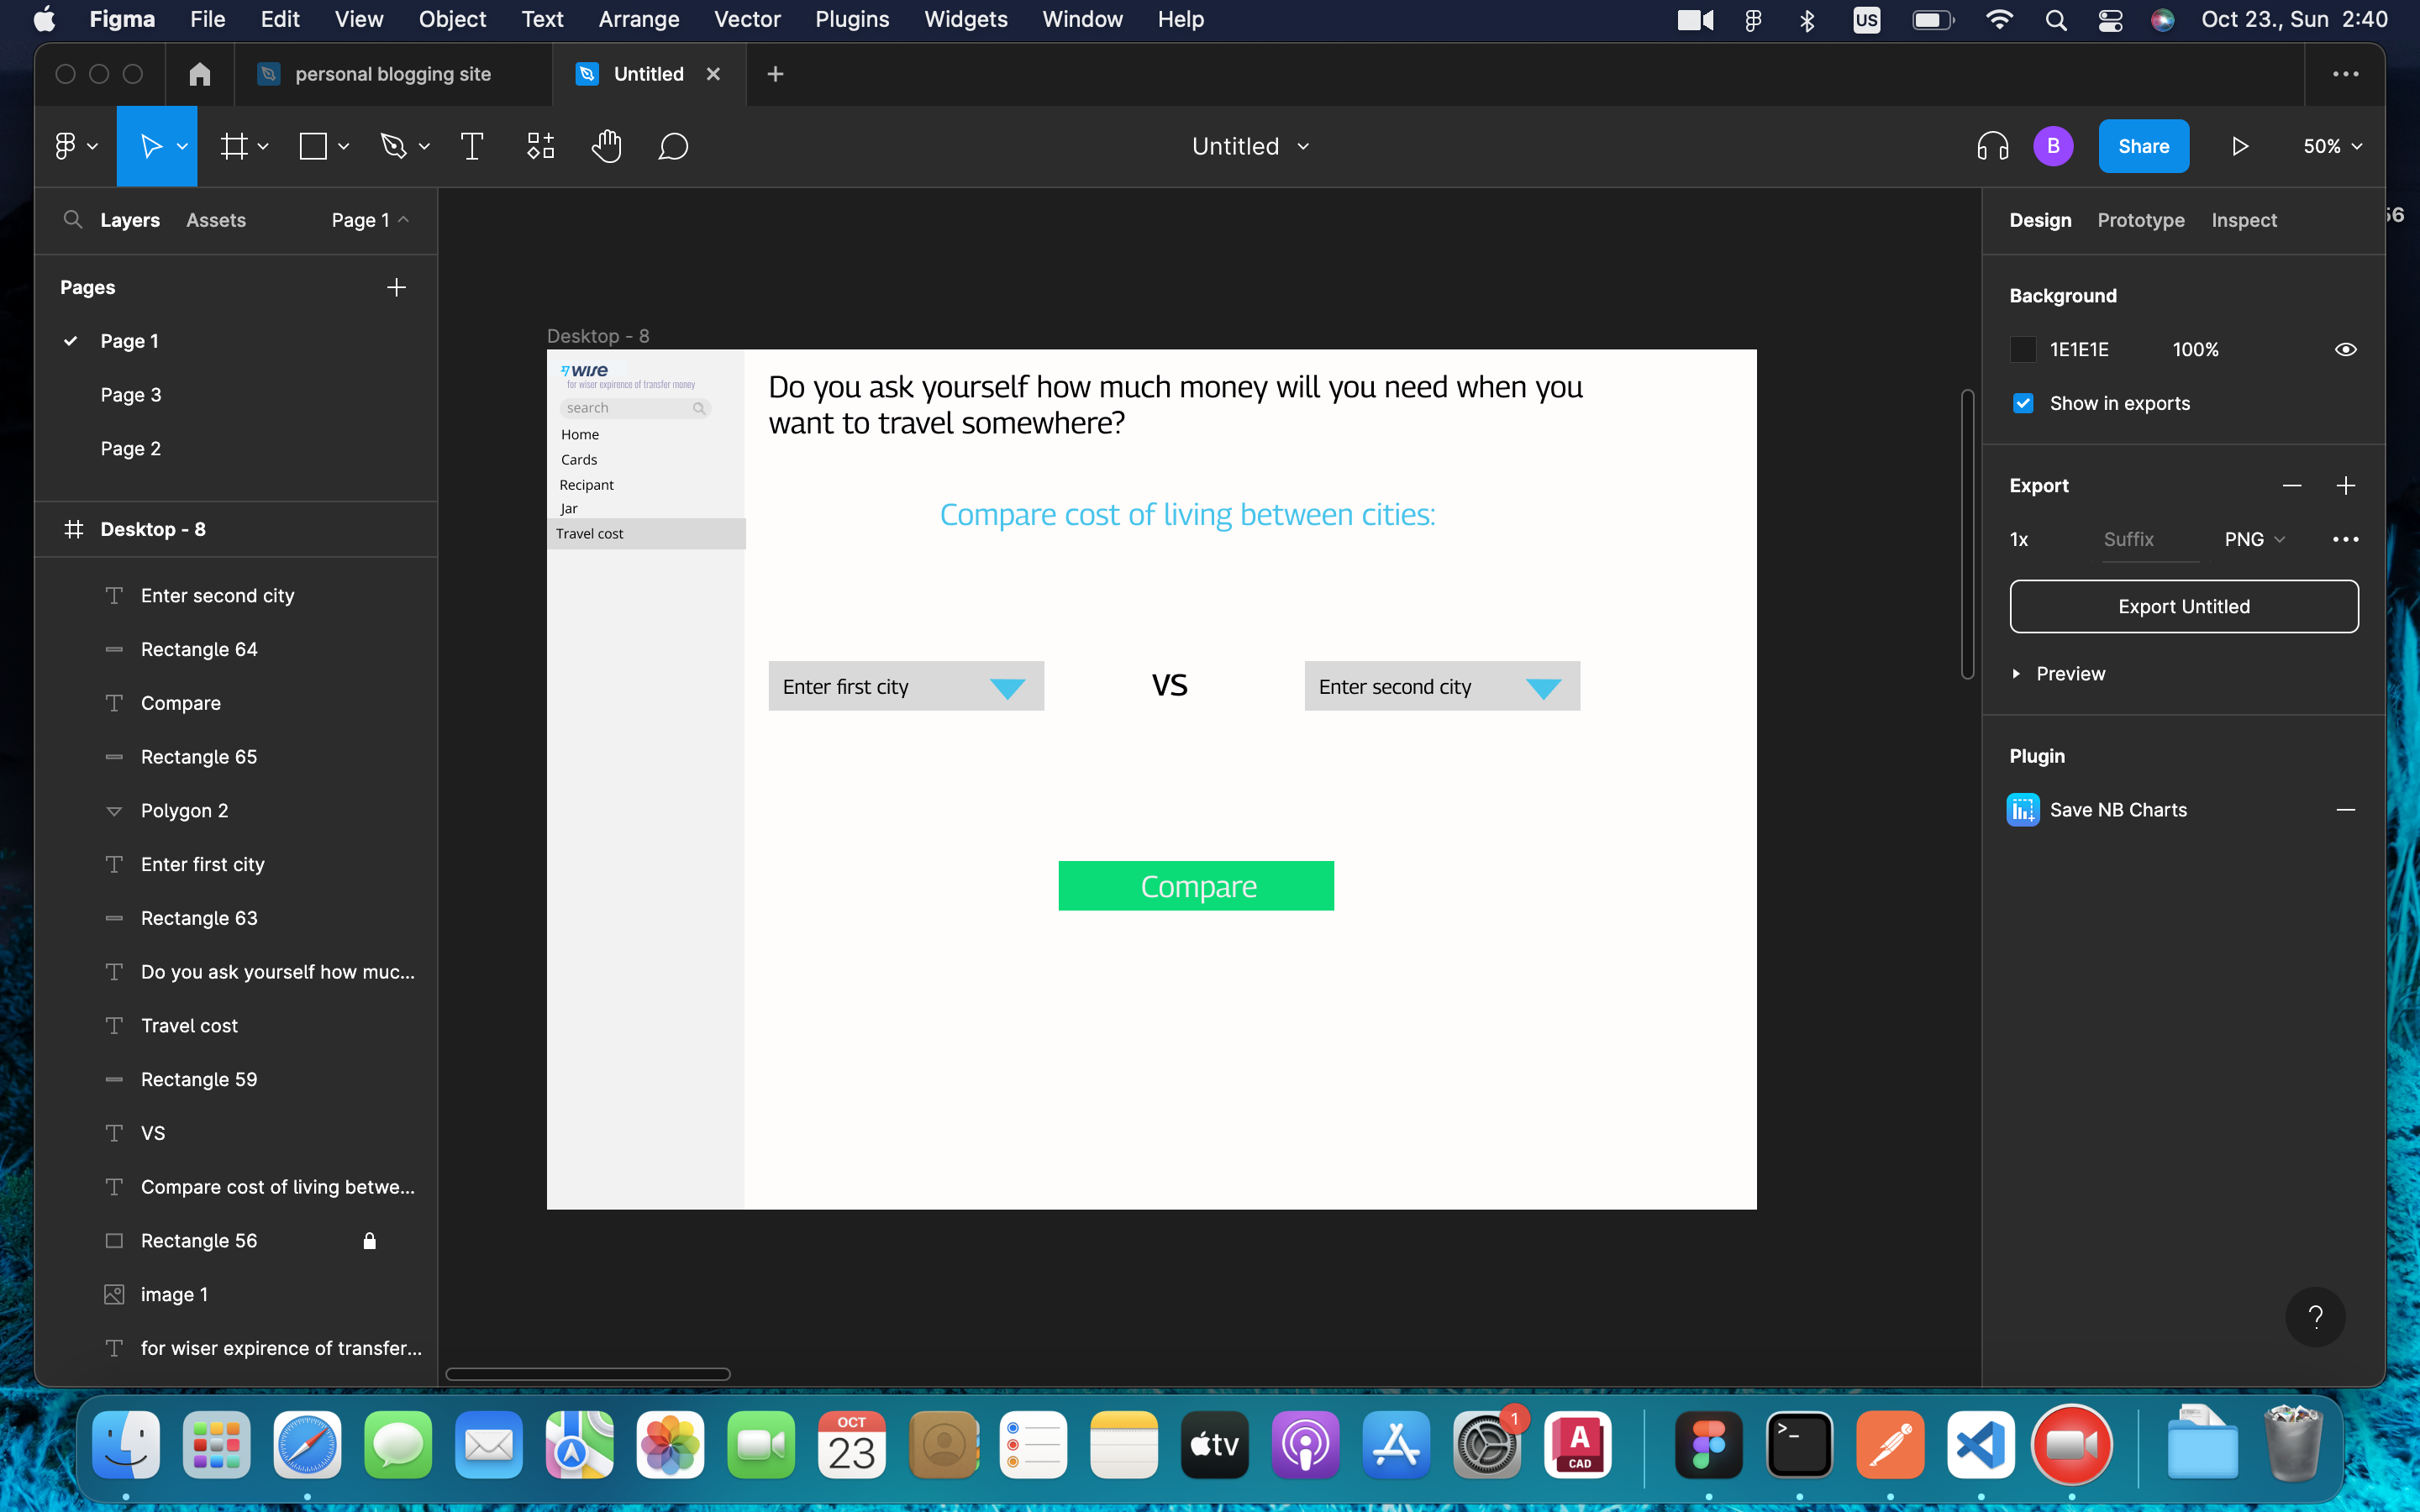 Figma File Edit View Object Text Arrange Vector Plugins Widgets Window Help US Oct 23., Sun 2:40
personal blogging site Untitled
Untitled B Share 50%
Layers Assets Page 1
Pages
Page 1
Page 3
Page 2
Desktop - 8
Enter second city
Rectangle 64
Compare
Rectangle 65
Polygon 2
Enter first city
Rectangle 63
Do you ask yourself how muc...
Travel cost
Rectangle 59
VS
Compare cost of living betwe...
Rectangle 56
image 1
for wiser expirence of transfer...
Desktop - 8
wise
for wiser expirence of transfer money
search
Home
Cards
Recipant
Jar
Travel cost
Do you ask yourself how much money will you need when you
want to travel somewhere?
Compare cost of living between cities:
Enter first city VS Enter second city
Compare
Design Prototype Inspect
56
Background
1E1E1E 100%
Show in exports
Export
1x Suffix PNG
Export Untitled
Preview
Plugin
Save NB Charts
?
OCT
23
tv
1
A
CAD
>_